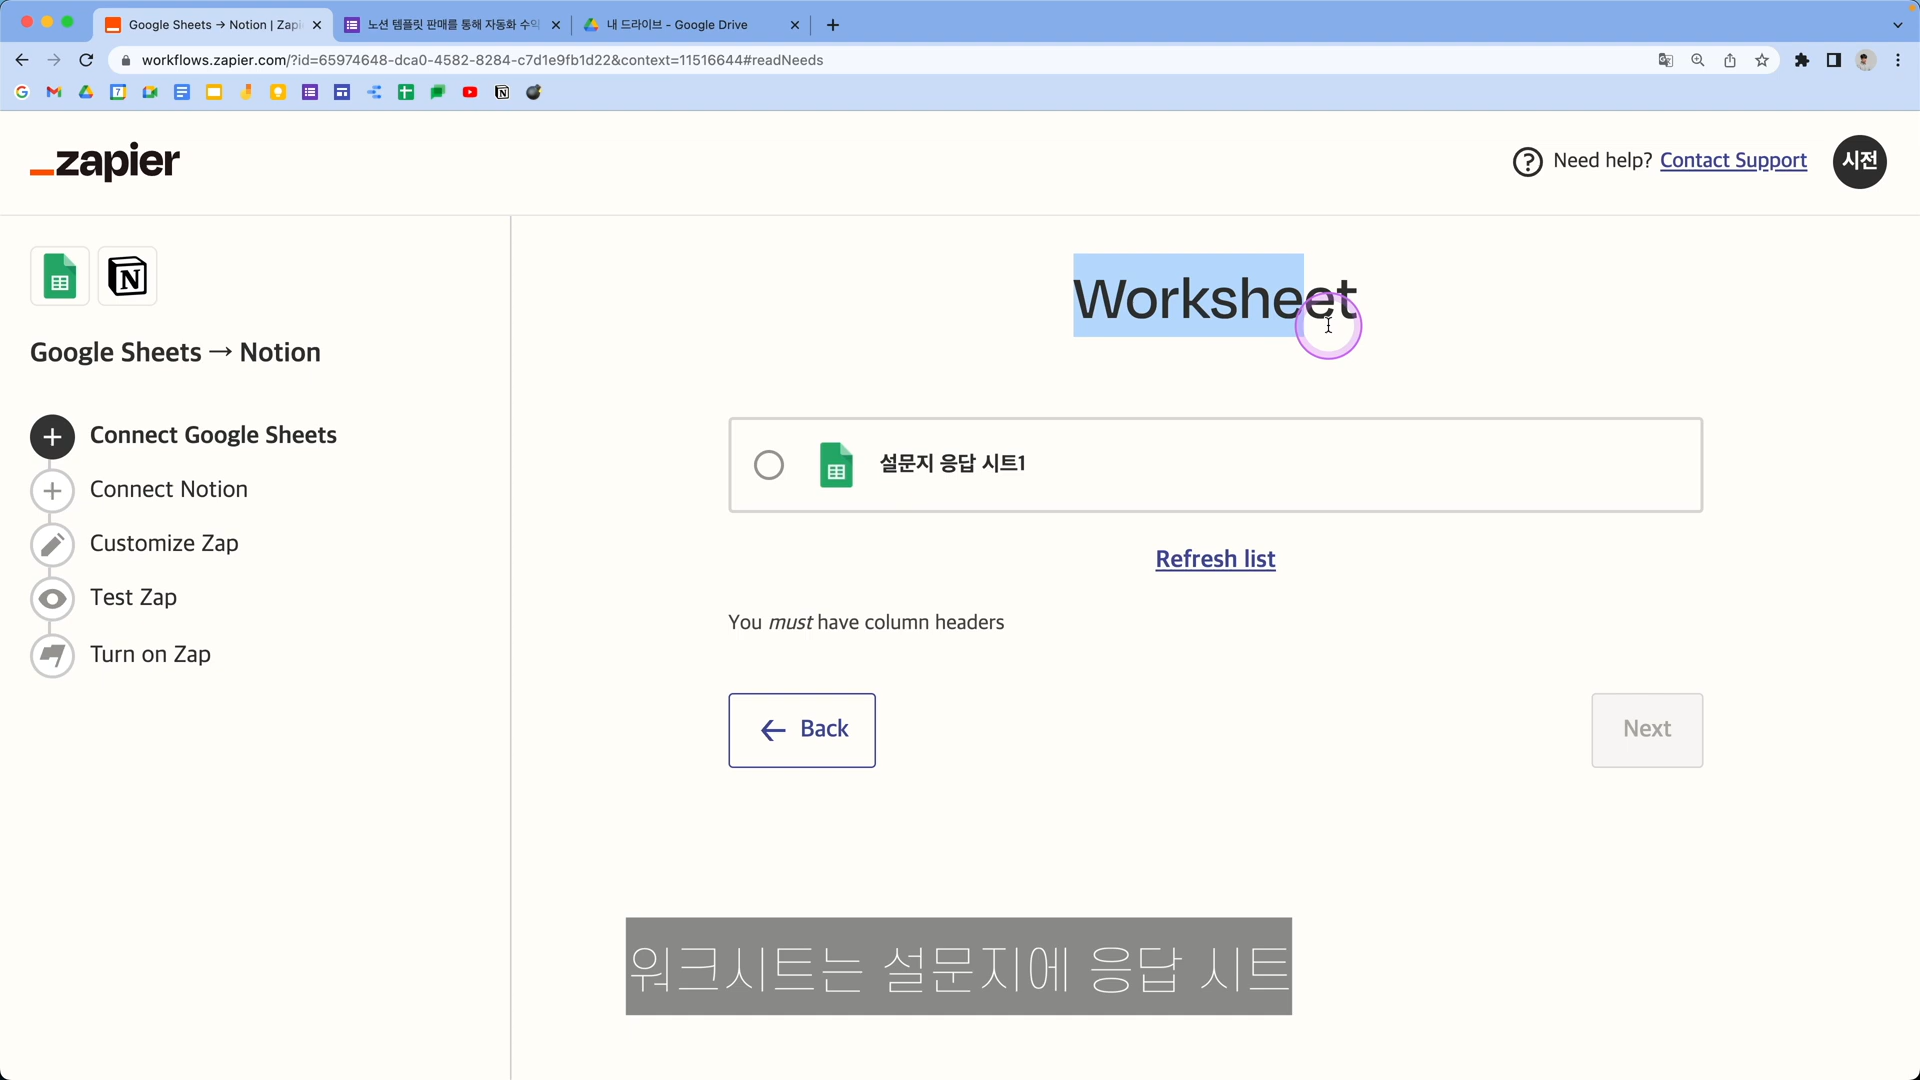 Google Sheets → Notion | Zapi
노션 템플릿 판매를 통해 자동화 수익
내 드라이브 - Google Drive
workflows.zapier.com/?id=65974648-dca0-4582-8284-c7d1e9fb1d22&context=11516644#readNeeds
zapier
Need help? Contact Support
시전
Google Sheets → Notion
Connect Google Sheets
Connect Notion
Customize Zap
Test Zap
Turn on Zap
Worksheet
설문지 응답 시트1
Refresh list
You must have column headers
← Back
Next
워크시트는 설문지에 응답 시트